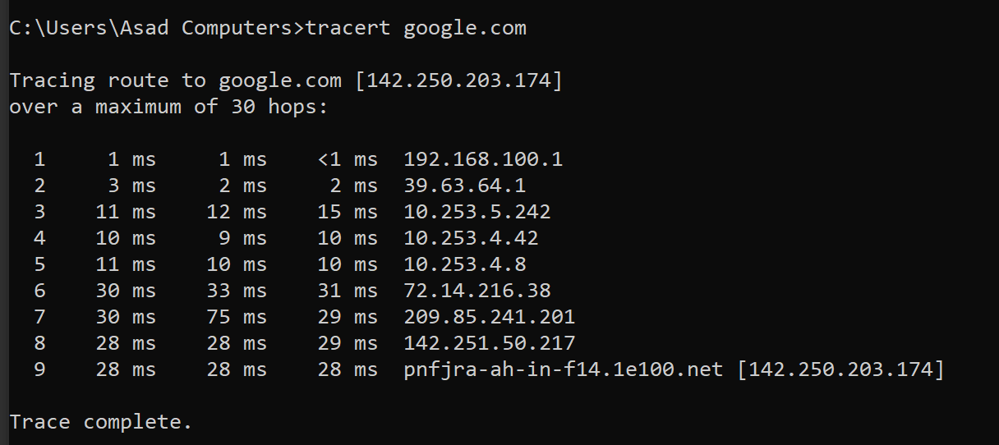 C:\Users\Asad Computers>tracert google.com
Tracing route to google.com [142.250.203.174]
over a maximum of 30 hops:
1 1 ms 1 ms <1 ms 192.168.100.1
2 3 ms 2 ms 2 ms 39.63.64.1
3 11 ms 12 ms 15 ms 10.253.5.242
4 10 ms 9 ms 10 ms 10.253.4.42
5 11 ms 10 ms 10 ms 10.253.4.8
6 30 ms 33 ms 31 ms 72.14.216.38
7 30 ms 75 ms 29 ms 209.85.241.201
8 28 ms 28 ms 29 ms 142.251.50.217
9 28 ms 28 ms 28 ms pnfjra-ah-in-f14.1e100.net [142.250.203.174]
Trace complete.